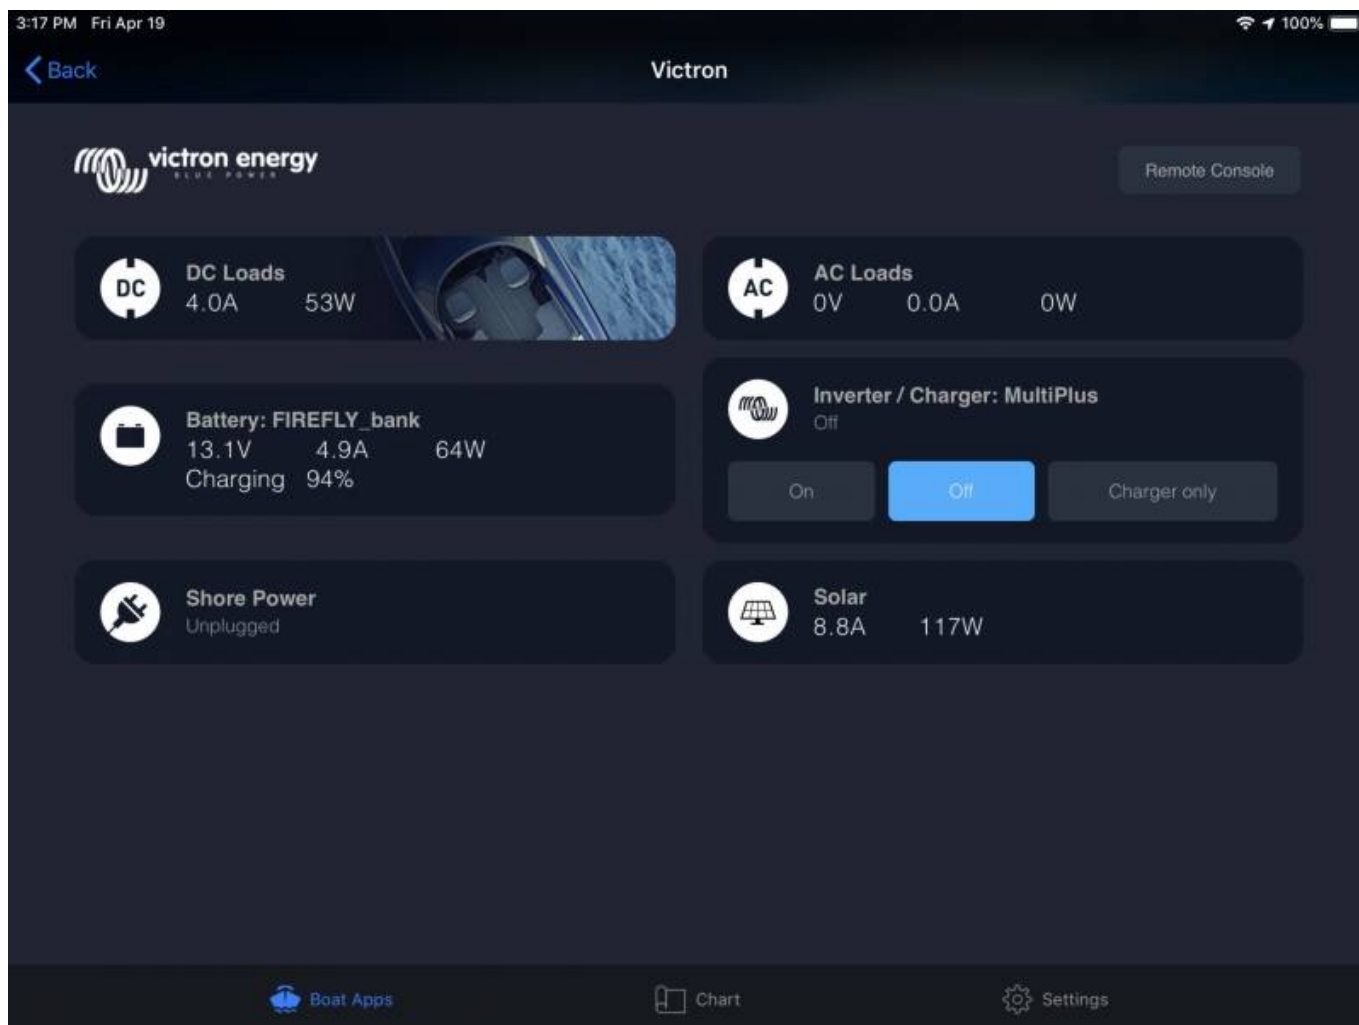 3:17 PM Fri Apr 19 100%
Back Victron
victron energy
BLUE POWER
Remote Console
DC DC Loads
4.0A 53W
AC AC Loads
0V 0.0A 0W
Battery: FIREFLY_bank
13.1V 4.9A 64W
Charging 94%
Inverter / Charger: MultiPlus
Off
On Off Charger only
Shore Power
Unplugged
Solar
8.8A 117W
Boat Apps Chart Settings